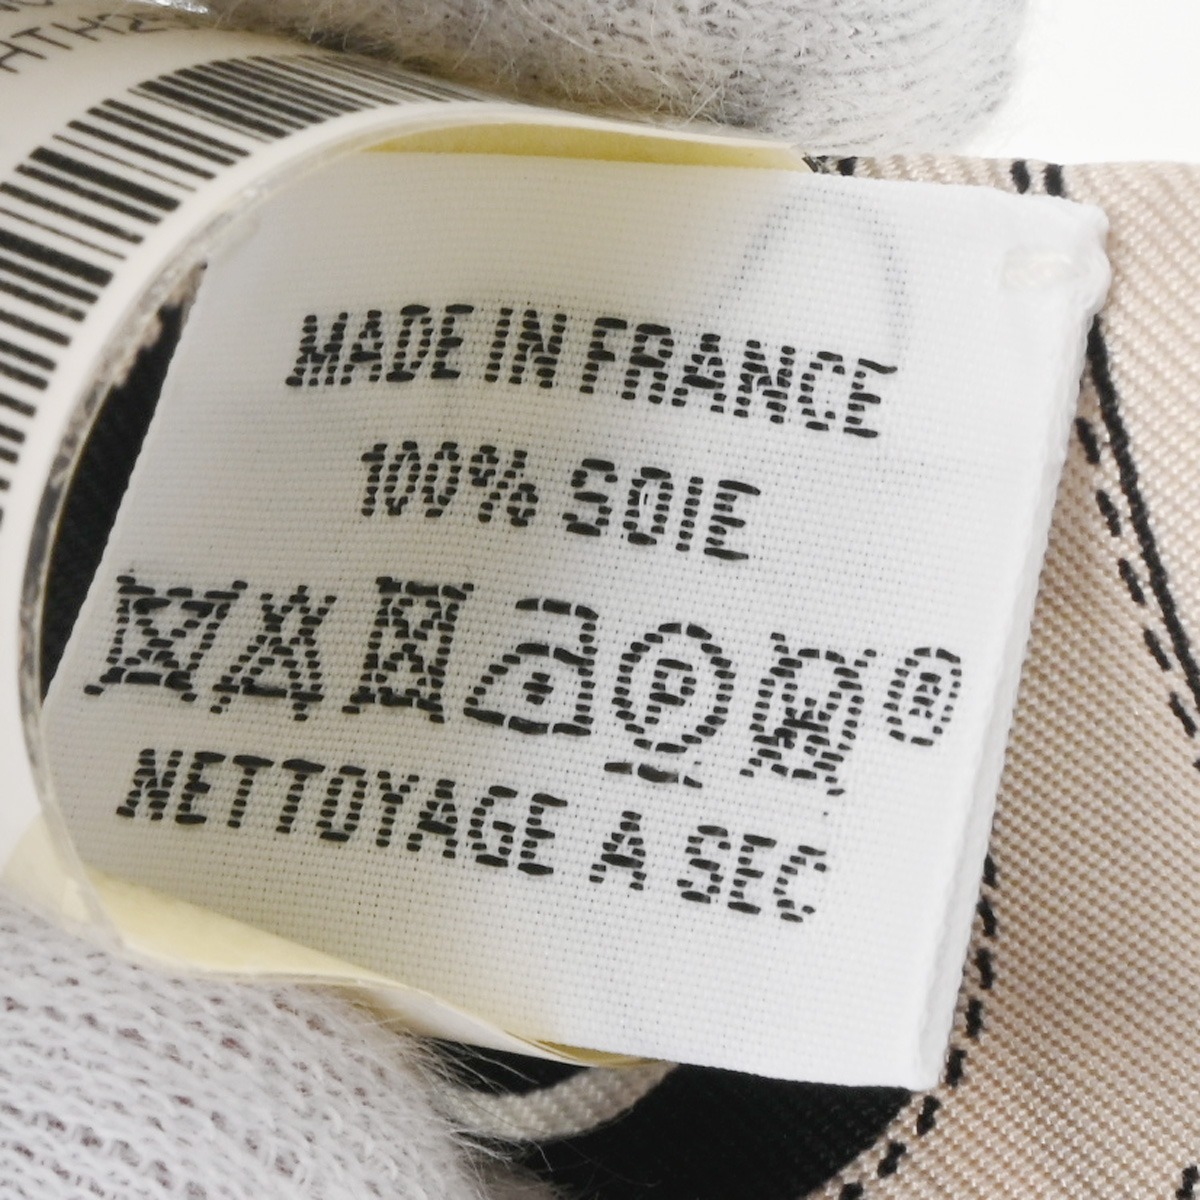 MADE IN FRANCE
100% SOIE
P W ®
NETTOYAGE A SEC